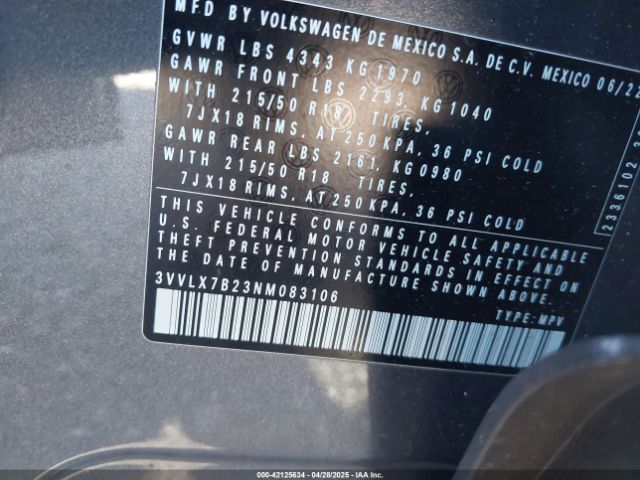 MFD BY VOLKSWAGEN DE MEXICO S.A. DE C.V. MEXICO 06/22
GVWR LBS 4343 KG 1970
GAWR FRONT LBS 2293, KG 1040
WITH 215/50 R18 TIRES,
7JX18 RIMS, AT 250 KPA, 36 PSI COLD
GAWR REAR LBS 2161, KG 0980
WITH 215/50 R18 TIRES,
7JX18 RIMS, AT 250 KPA, 36 PSI COLD
THIS VEHICLE CONFORMS TO ALL APPLICABLE
U.S. FEDERAL MOTOR VEHICLE SAFETY AND
THEFT PREVENTION STANDARDS IN EFFECT ON
THE DATE OF MANUFACTURE SHOWN ABOVE.
3VVLX7B23NM083106
TYPE: MPV
2336102
000-42125634 04/28/2025 IAAI.COM